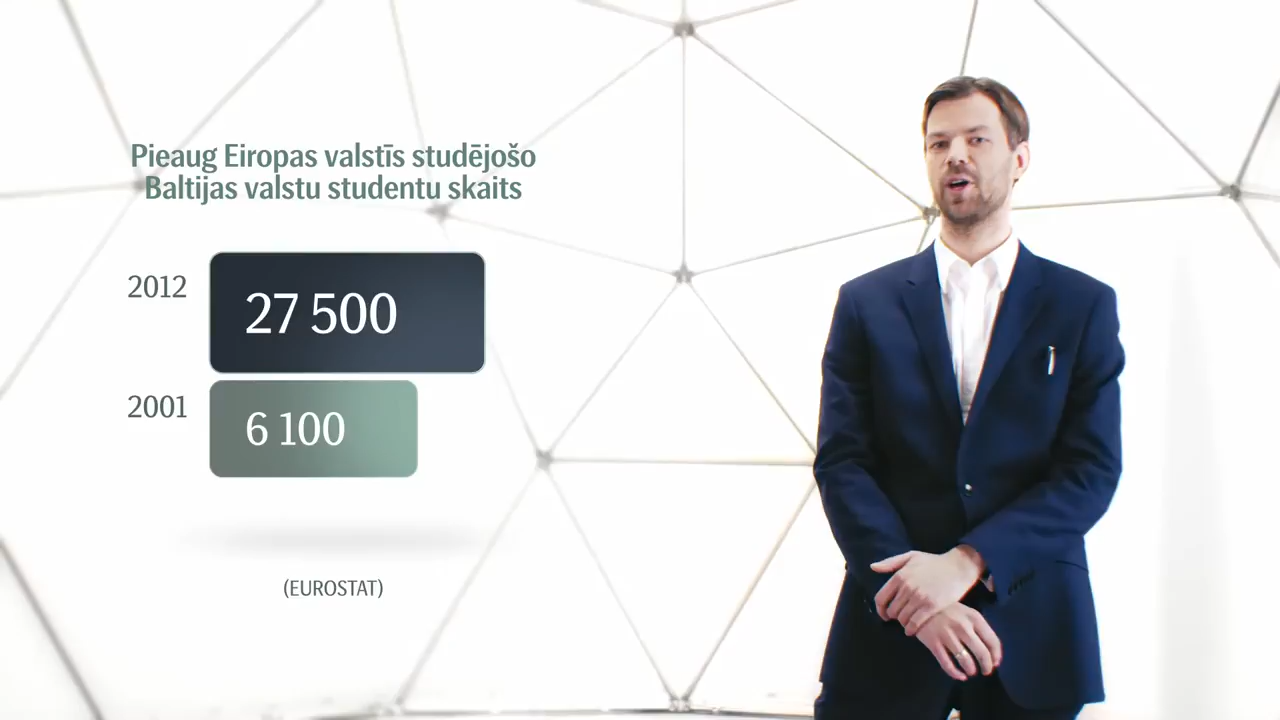 Pieaug Eiropas valstīs studējošo
Baltijas valstu studentu skaits
2012
27 500
2001
6 100
(EUROSTAT)